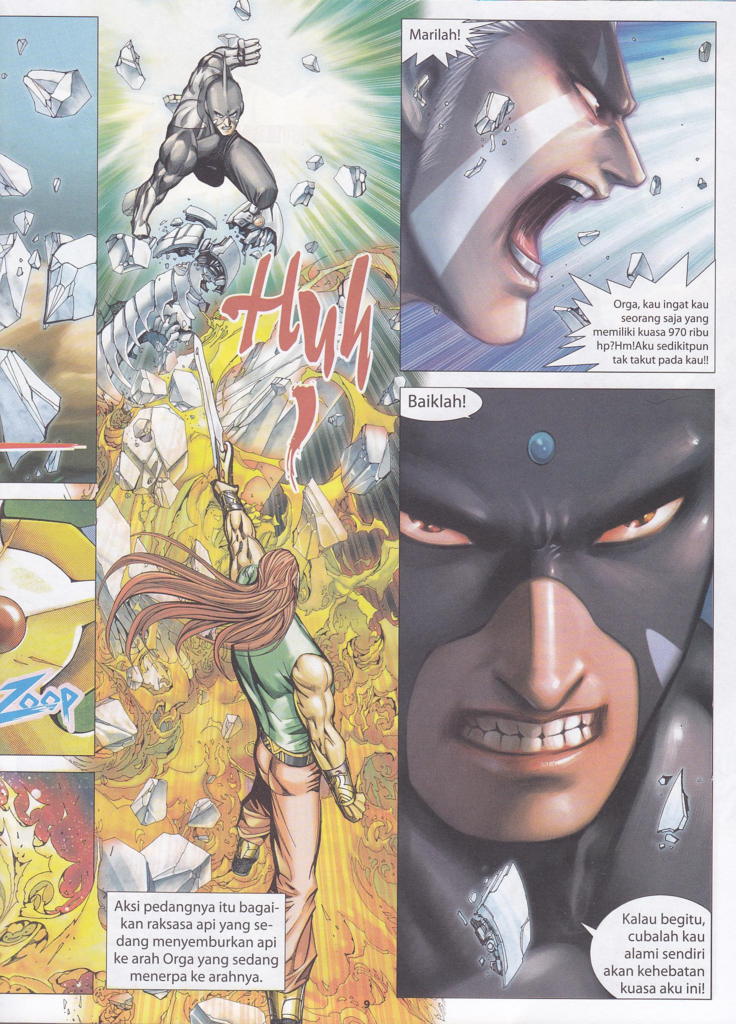 Zoop
Huh
Aksi pedangnya itu bagai-
kan raksasa api yang se-
dang menyemburkan api
ke arah Orga yang sedang
menerpa ke arahnya.
Marilah!
Orga, kau ingat kau
seorang saja yang
memiliki kuasa 970 ribu
hp?Hm!Aku sedikitpun
tak takut pada kau!!
Baiklah!
Kalau begitu,
cubalah kau
alami sendiri
akan kehebatan
kuasa aku ini!
9